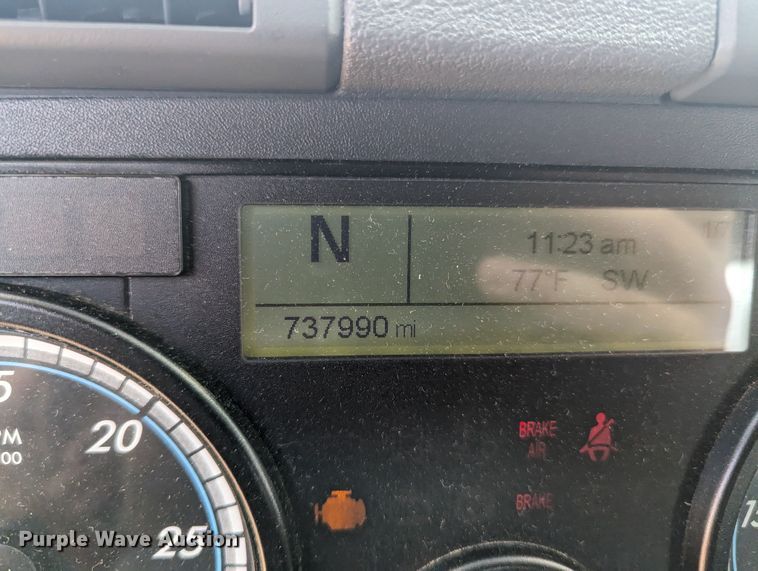 N
11:23 am
77°F SW
737990 mi
BRAKE
AIR
BRAKE
20
25
Purple Wave Auction